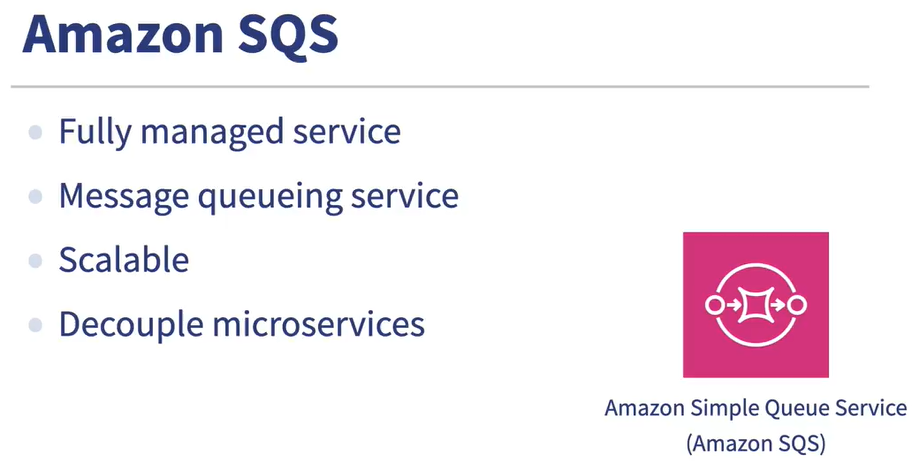 Amazon SQS
Fully managed service
Message queueing service
Scalable
Decouple microservices
Amazon Simple Queue Service
(Amazon SQS)